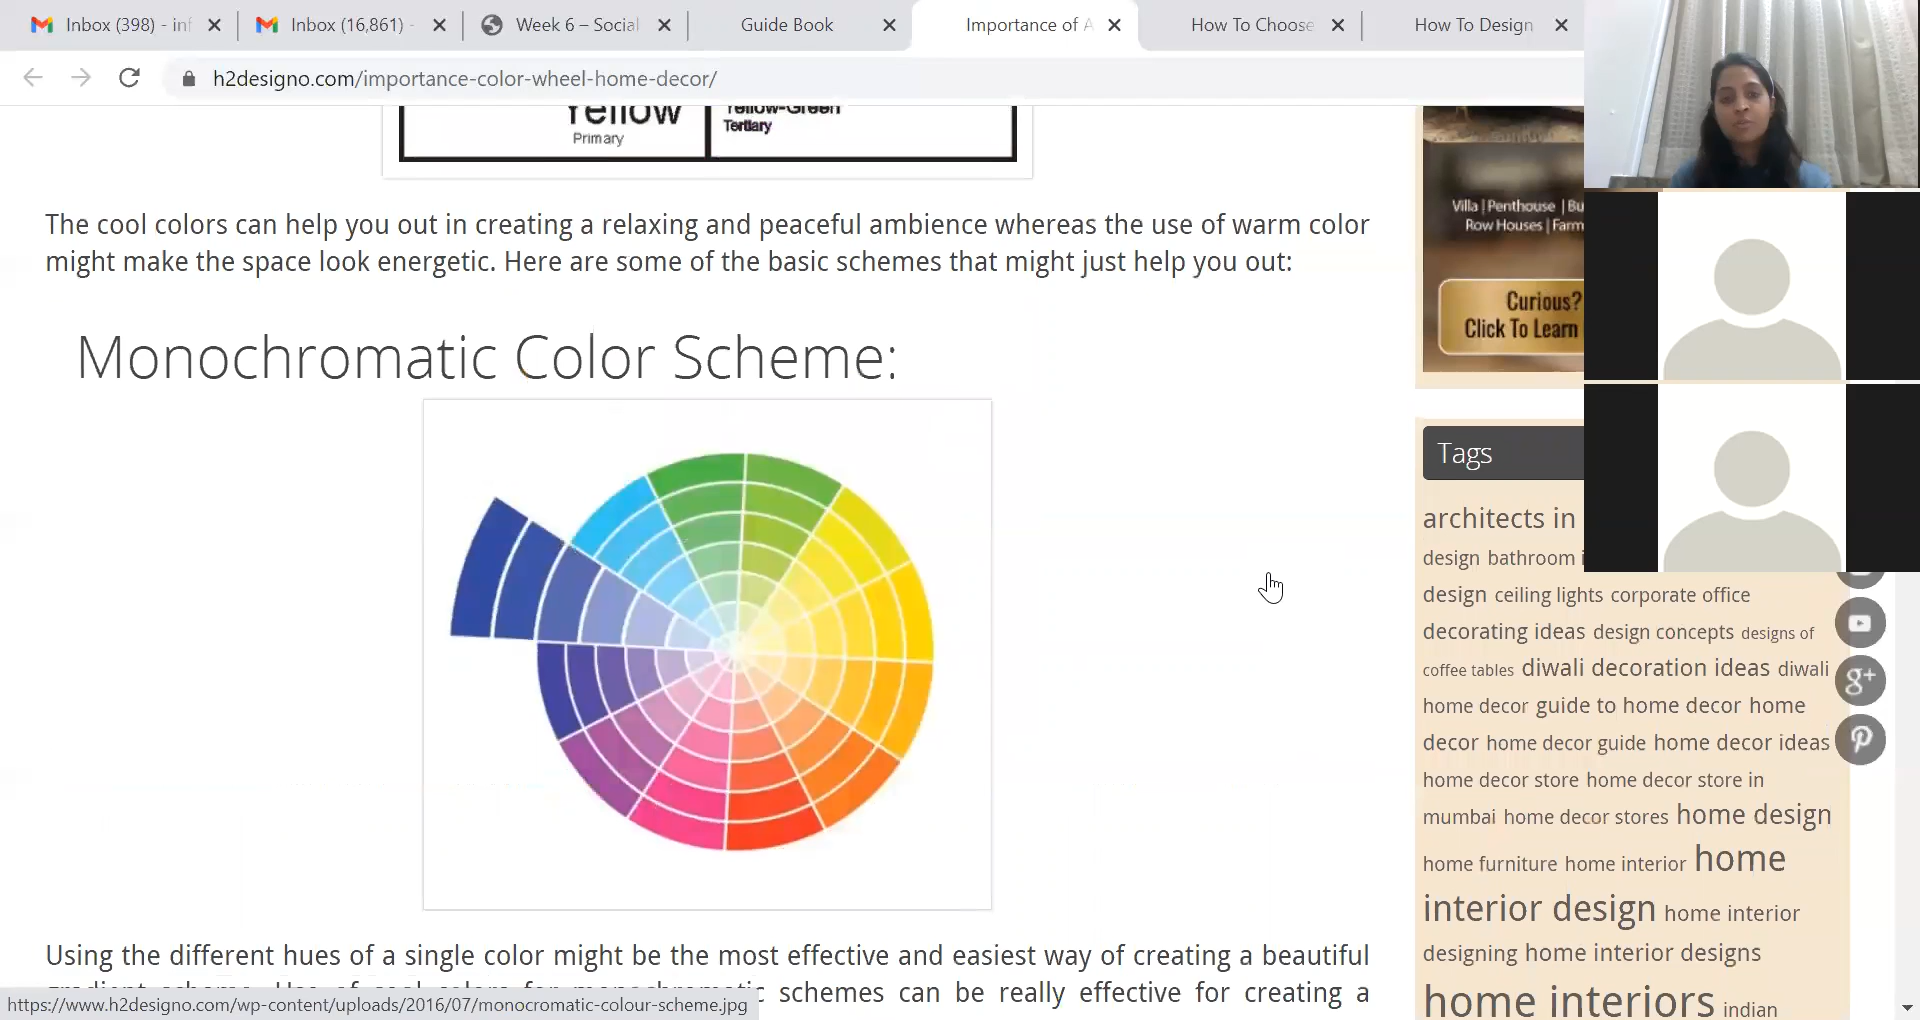 Inbox (398) - inf
Inbox (16,861) -
Week 6 – Social
Guide Book
Importance of A
How To Choose
How To Design
h2designo.com/importance-color-wheel-home-decor/
Yellow
Primary
Yellow-Green
Tertiary
The cool colors can help you out in creating a relaxing and peaceful ambience whereas the use of warm color
might make the space look energetic. Here are some of the basic schemes that might just help you out:
Monochromatic Color Scheme:
Using the different hues of a single color might be the most effective and easiest way of creating a beautiful
schemes can be really effective for creating a
https://www.h2designo.com/wp-content/uploads/2016/07/monocromatic-colour-scheme.jpg
Villa | Penthouse | Bu
Row Houses | Farm
Curious?
Click To Learn
Tags
architects in
design bathroom i
design ceiling lights corporate office
decorating ideas design concepts designs of
coffee tables diwali decoration ideas diwali
home decor guide to home decor home
decor home decor guide home decor ideas
home decor store home decor store in
mumbai home decor stores home design
home furniture home interior home
interior design home interior
designing home interior designs
home interiors indian
g+